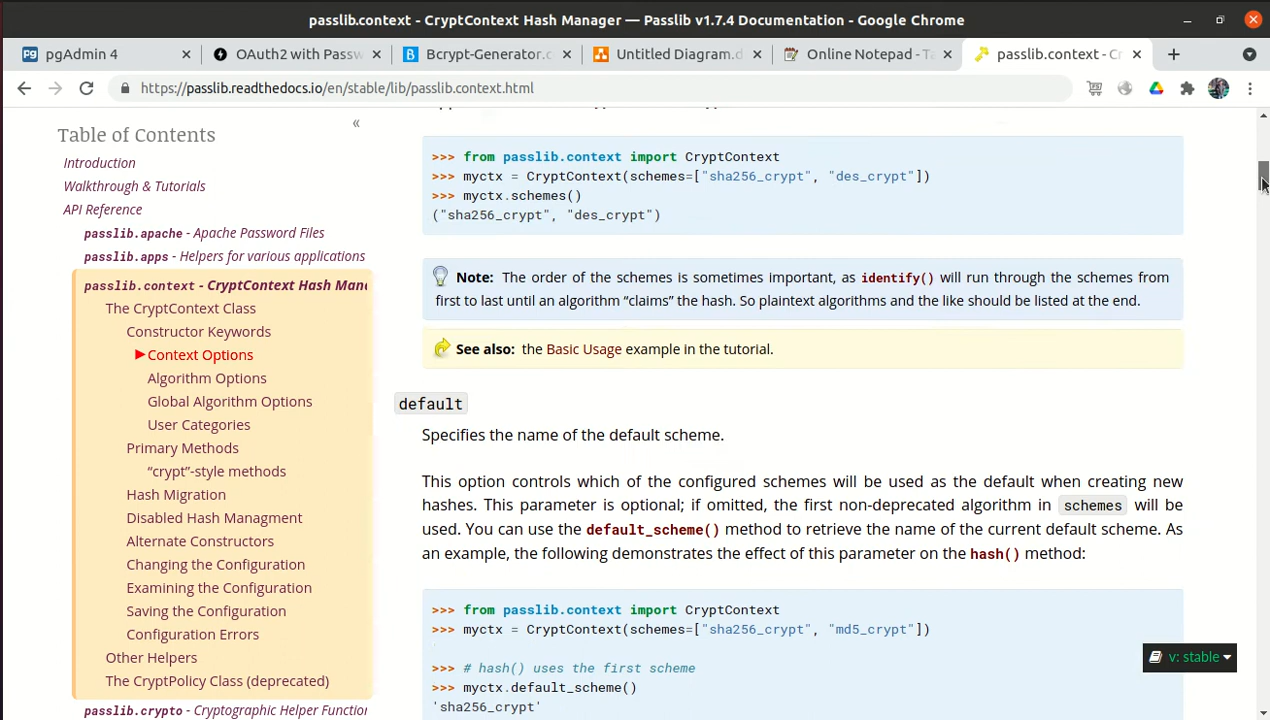 passlib.context - CryptContext Hash Manager — Passlib v1.7.4 Documentation - Google Chrome
pgAdmin 4
OAuth2 with Passw
Bcrypt-Generator.c
Untitled Diagram.d
Online Notepad - Ta
passlib.context - Cr
https://passlib.readthedocs.io/en/stable/lib/passlib.context.html
Table of Contents
«
Introduction
Walkthrough & Tutorials
API Reference
passlib.apache - Apache Password Files
passlib.apps - Helpers for various applications
passlib.context - CryptContext Hash Mana
The CryptContext Class
Constructor Keywords
Context Options
Algorithm Options
Global Algorithm Options
User Categories
Primary Methods
“crypt”-style methods
Hash Migration
Disabled Hash Managment
Alternate Constructors
Changing the Configuration
Examining the Configuration
Saving the Configuration
Configuration Errors
Other Helpers
The CryptPolicy Class (deprecated)
passlib.crypto - Cryptographic Helper Function
>>> from passlib.context import CryptContext
>>> myctx = CryptContext(schemes=["sha256_crypt", "des_crypt"])
>>> myctx.schemes()
("sha256_crypt", "des_crypt")
Note: The order of the schemes is sometimes important, as identify() will run through the schemes from
first to last until an algorithm “claims” the hash. So plaintext algorithms and the like should be listed at the end.
See also: the Basic Usage example in the tutorial.
default
Specifies the name of the default scheme.
This option controls which of the configured schemes will be used as the default when creating new
hashes. This parameter is optional; if omitted, the first non-deprecated algorithm in schemes will be
used. You can use the default_scheme() method to retrieve the name of the current default scheme. As
an example, the following demonstrates the effect of this parameter on the hash() method:
>>> from passlib.context import CryptContext
>>> myctx = CryptContext(schemes=["sha256_crypt", "md5_crypt"])
>>> # hash() uses the first scheme
>>> myctx.default_scheme()
'sha256_crypt'
v: stable